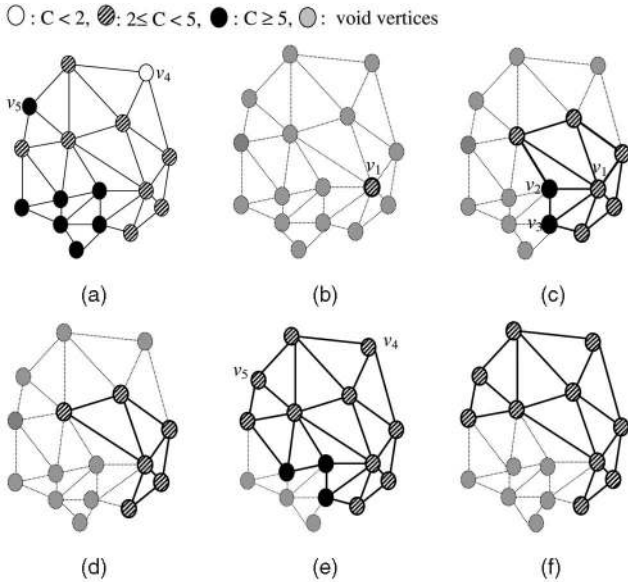 : C < 2, : 2≤ C < 5, : C ≥ 5, : void vertices
v4
v5
v1
v1
v2
v3
(a) (b) (c)
v4
v5
(d) (e) (f)